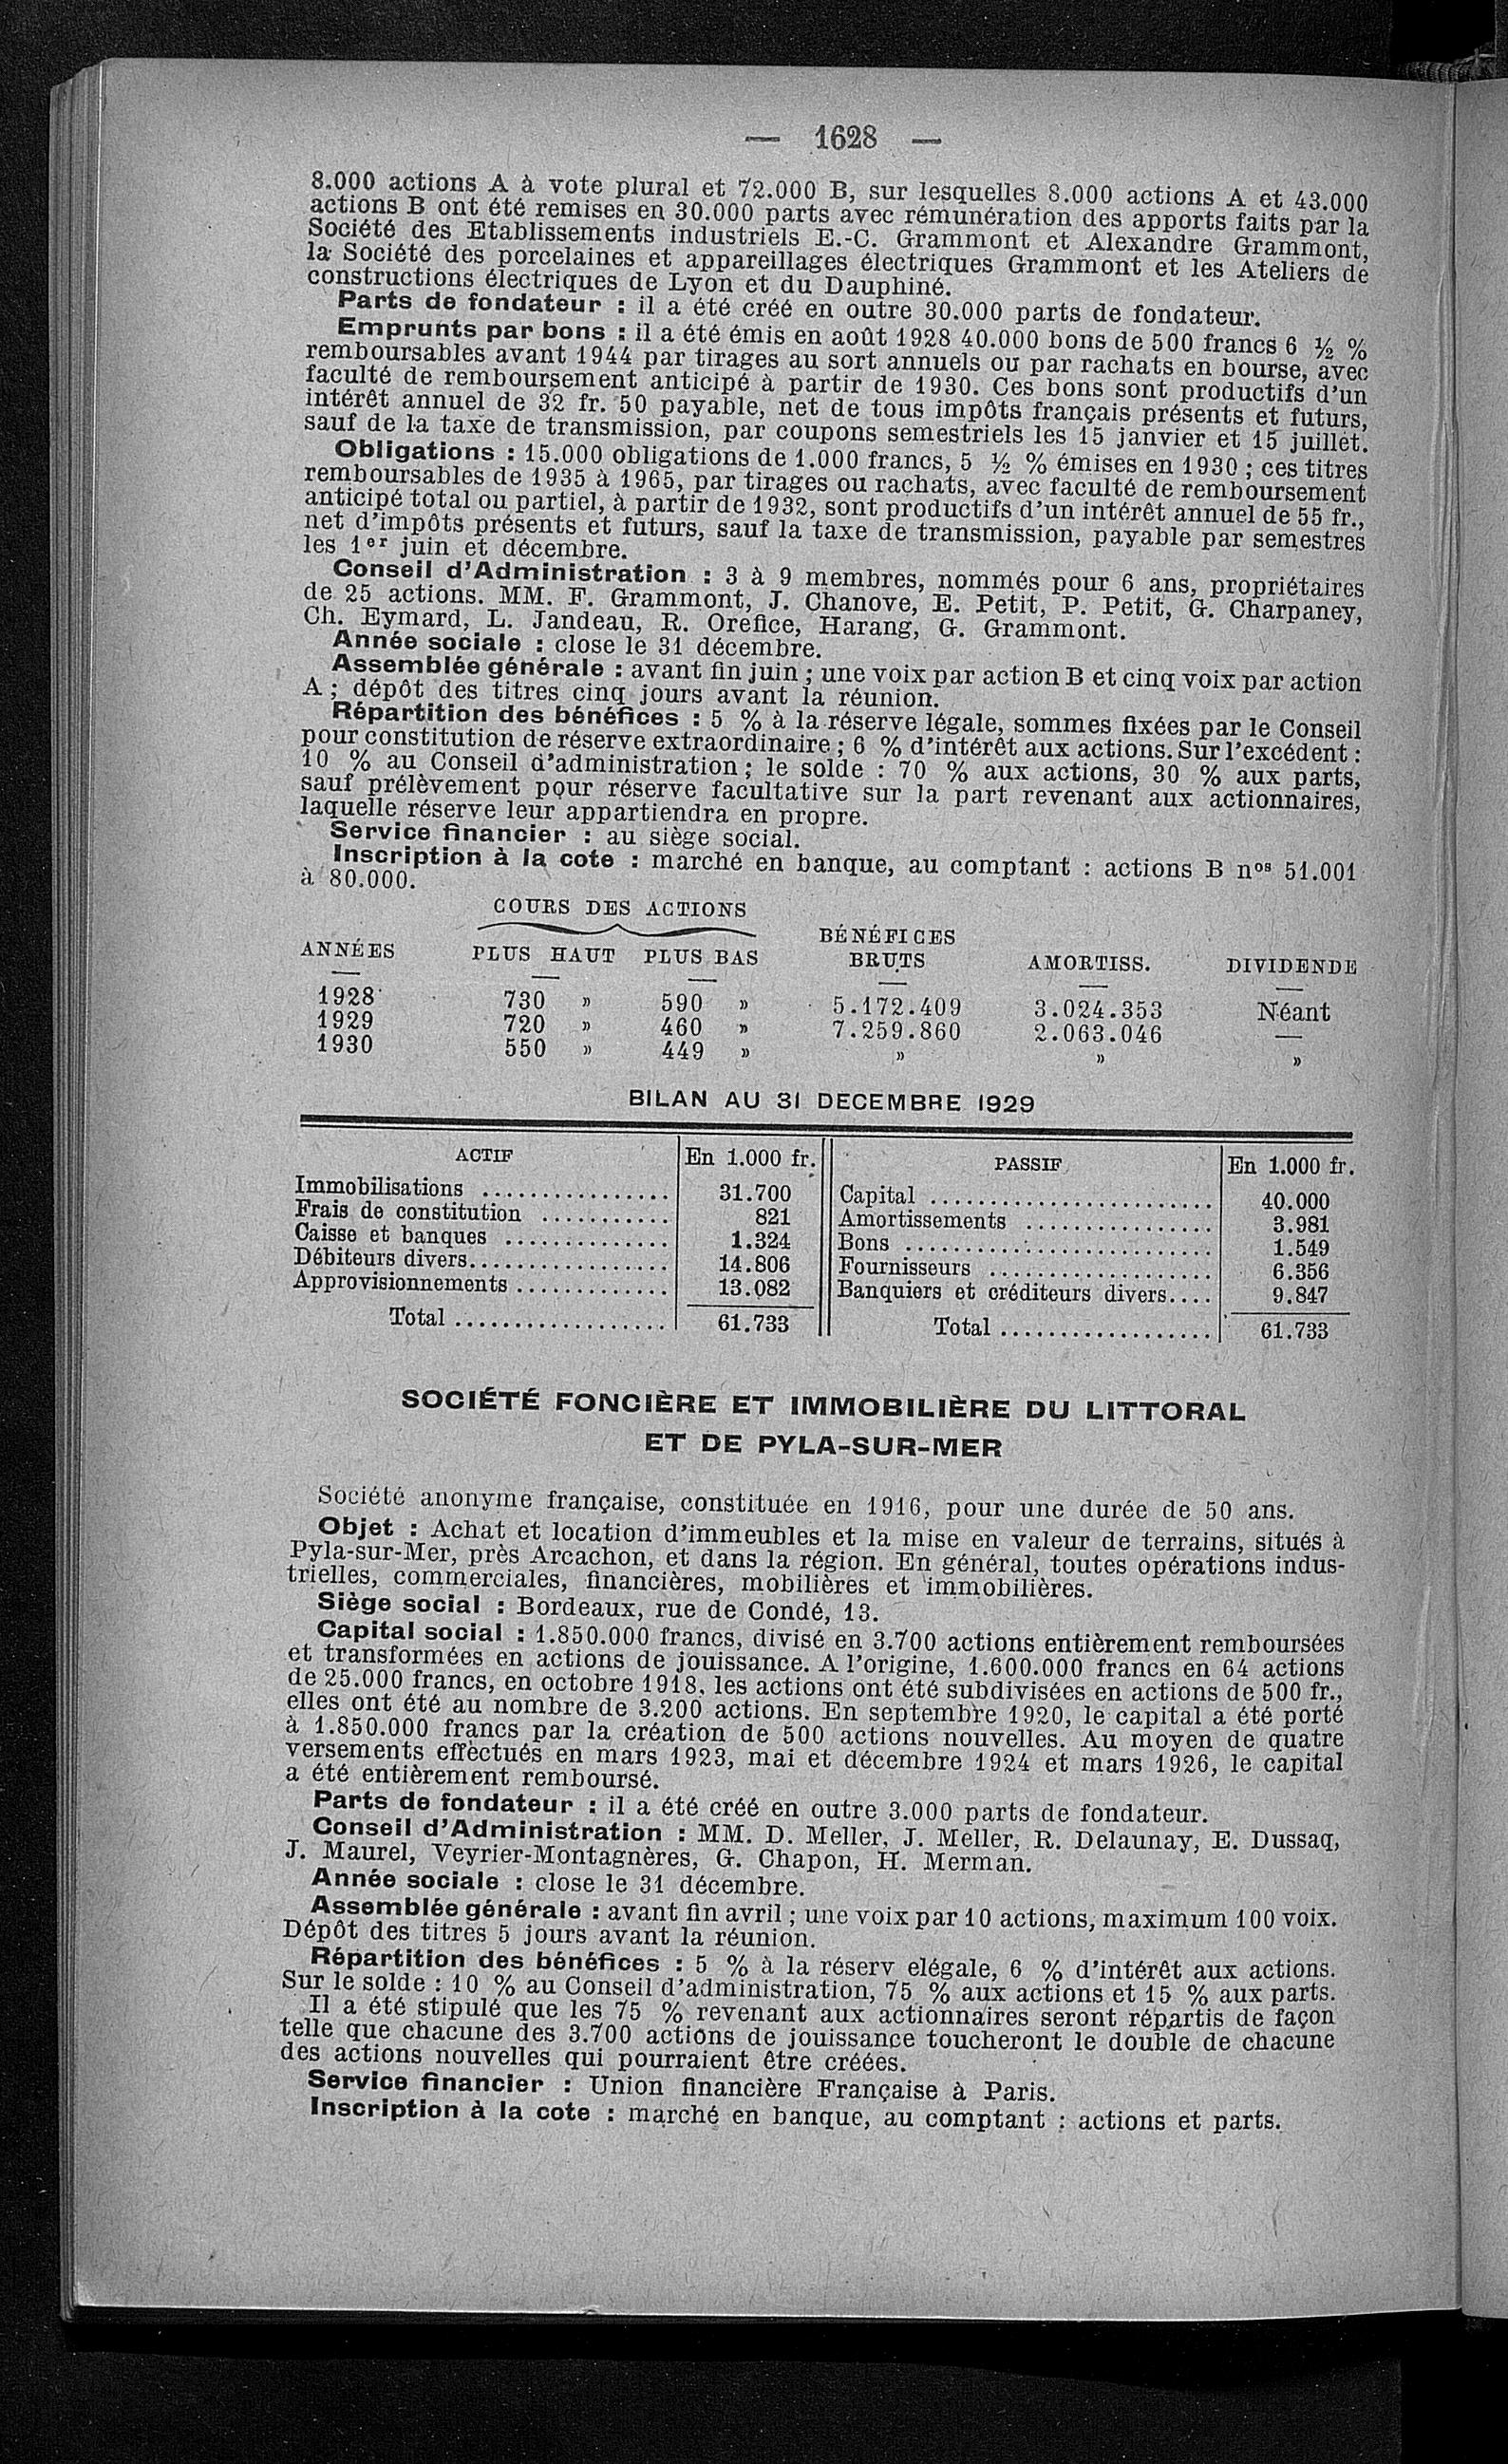 — 1628 —
8.000 actions A à vote plural et 72.000 B, sur lesquelles 8.000 actions A et 43.000
actions B ont été remises en 30.000 parts avec rémunération des apports faits par la
Société des Etablissements industriels E.-C. Grammont et Alexandre Grammont,
la Société des porcelaines et appareillages électriques Grammont et les Ateliers de
constructions électriques de Lyon et du Dauphiné.
Parts de fondateur : il a été créé en outre 30.000 parts de fondateur.
Emprunts par bons : il a été émis en août 1928 40.000 bons de 500 francs 6 ½ %
remboursables avant 1944 par tirages au sort annuels ou par rachats en bourse, avec
faculté de remboursement anticipé à partir de 1930. Ces bons sont productifs d'un
intérêt annuel de 32 fr. 50 payable, net de tous impôts français présents et futurs,
sauf de la taxe de transmission, par coupons semestriels les 15 janvier et 15 juillet.
Obligations : 15.000 obligations de 1.000 francs, 5 ½ % émises en 1930 ; ces titres
remboursables de 1935 à 1965, par tirages ou rachats, avec faculté de remboursement
anticipé total ou partiel, à partir de 1932, sont productifs d'un intérêt annuel de 55 fr.,
net d'impôts présents et futurs, sauf la taxe de transmission, payable par semestres
les 1er juin et décembre.
Conseil d'Administration : 3 à 9 membres, nommés pour 6 ans, propriétaires
de 25 actions. MM. F. Grammont, J. Chanove, E. Petit, P. Petit, G. Charpaney,
Ch. Eymard, L. Jandeau, R. Orefice, Harang, G. Grammont.
Année sociale : close le 31 décembre.
Assemblée générale : avant fin juin ; une voix par action B et cinq voix par action
A ; dépôt des titres cinq jours avant la réunion.
Répartition des bénéfices : 5 % à la réserve légale, sommes fixées par le Conseil
pour constitution de réserve extraordinaire ; 6 % d'intérêt aux actions. Sur l'excédent :
10 % au Conseil d'administration ; le solde : 70 % aux actions, 30 % aux parts,
sauf prélèvement pour réserve facultative sur la part revenant aux actionnaires,
laquelle réserve leur appartiendra en propre.
Service financier : au siège social.
Inscription à la cote : marché en banque, au comptant : actions B nos 51.001
à 80.000.
COURS DES ACTIONS
ANNÉES PLUS HAUT PLUS BAS BÉNÉFICES BRUTS AMORTISS. DIVIDENDE
1928 730 » 590 » 5.172.409 3.024.353 Néant
1929 720 » 460 » 7.259.860 2.063.046 —
1930 550 » 449 » » » »
BILAN AU 31 DECEMBRE 1929
ACTIF En 1.000 fr. PASSIF En 1.000 fr.
Immobilisations ................ 31.700 Capital ........................ 40.000
Frais de constitution ........... 821 Amortissements ................ 3.981
Caisse et banques .............. 1.324 Bons .......................... 1.549
Débiteurs divers................. 14.806 Fournisseurs ................... 6.356
Approvisionnements ............. 13.082 Banquiers et créditeurs divers.... 9.847
Total .................. 61.733 Total .................. 61.733
SOCIÉTÉ FONCIÈRE ET IMMOBILIÈRE DU LITTORAL
ET DE PYLA-SUR-MER
Société anonyme française, constituée en 1916, pour une durée de 50 ans.
Objet : Achat et location d'immeubles et la mise en valeur de terrains, situés à
Pyla-sur-Mer, près Arcachon, et dans la région. En général, toutes opérations indus-
trielles, commerciales, financières, mobilières et immobilières.
Siège social : Bordeaux, rue de Condé, 13.
Capital social : 1.850.000 francs, divisé en 3.700 actions entièrement remboursées
et transformées en actions de jouissance. A l'origine, 1.600.000 francs en 64 actions
de 25.000 francs, en octobre 1918, les actions ont été subdivisées en actions de 500 fr.,
elles ont été au nombre de 3.200 actions. En septembre 1920, le capital a été porté
à 1.850.000 francs par la création de 500 actions nouvelles. Au moyen de quatre
versements effectués en mars 1923, mai et décembre 1924 et mars 1926, le capital
a été entièrement remboursé.
Parts de fondateur : il a été créé en outre 3.000 parts de fondateur.
Conseil d'Administration : MM. D. Meller, J. Meller, R. Delaunay, E. Dussaq,
J. Maurel, Veyrier-Montagnères, G. Chapon, H. Merman.
Année sociale : close le 31 décembre.
Assemblée générale : avant fin avril ; une voix par 10 actions, maximum 100 voix.
Dépôt des titres 5 jours avant la réunion.
Répartition des bénéfices : 5 % à la réserv elégale, 6 % d'intérêt aux actions.
Sur le solde : 10 % au Conseil d'administration, 75 % aux actions et 15 % aux parts.
Il a été stipulé que les 75 % revenant aux actionnaires seront répartis de façon
telle que chacune des 3.700 actions de jouissance toucheront le double de chacune
des actions nouvelles qui pourraient être créées.
Service financier : Union financière Française à Paris.
Inscription à la cote : marché en banque, au comptant : actions et parts.